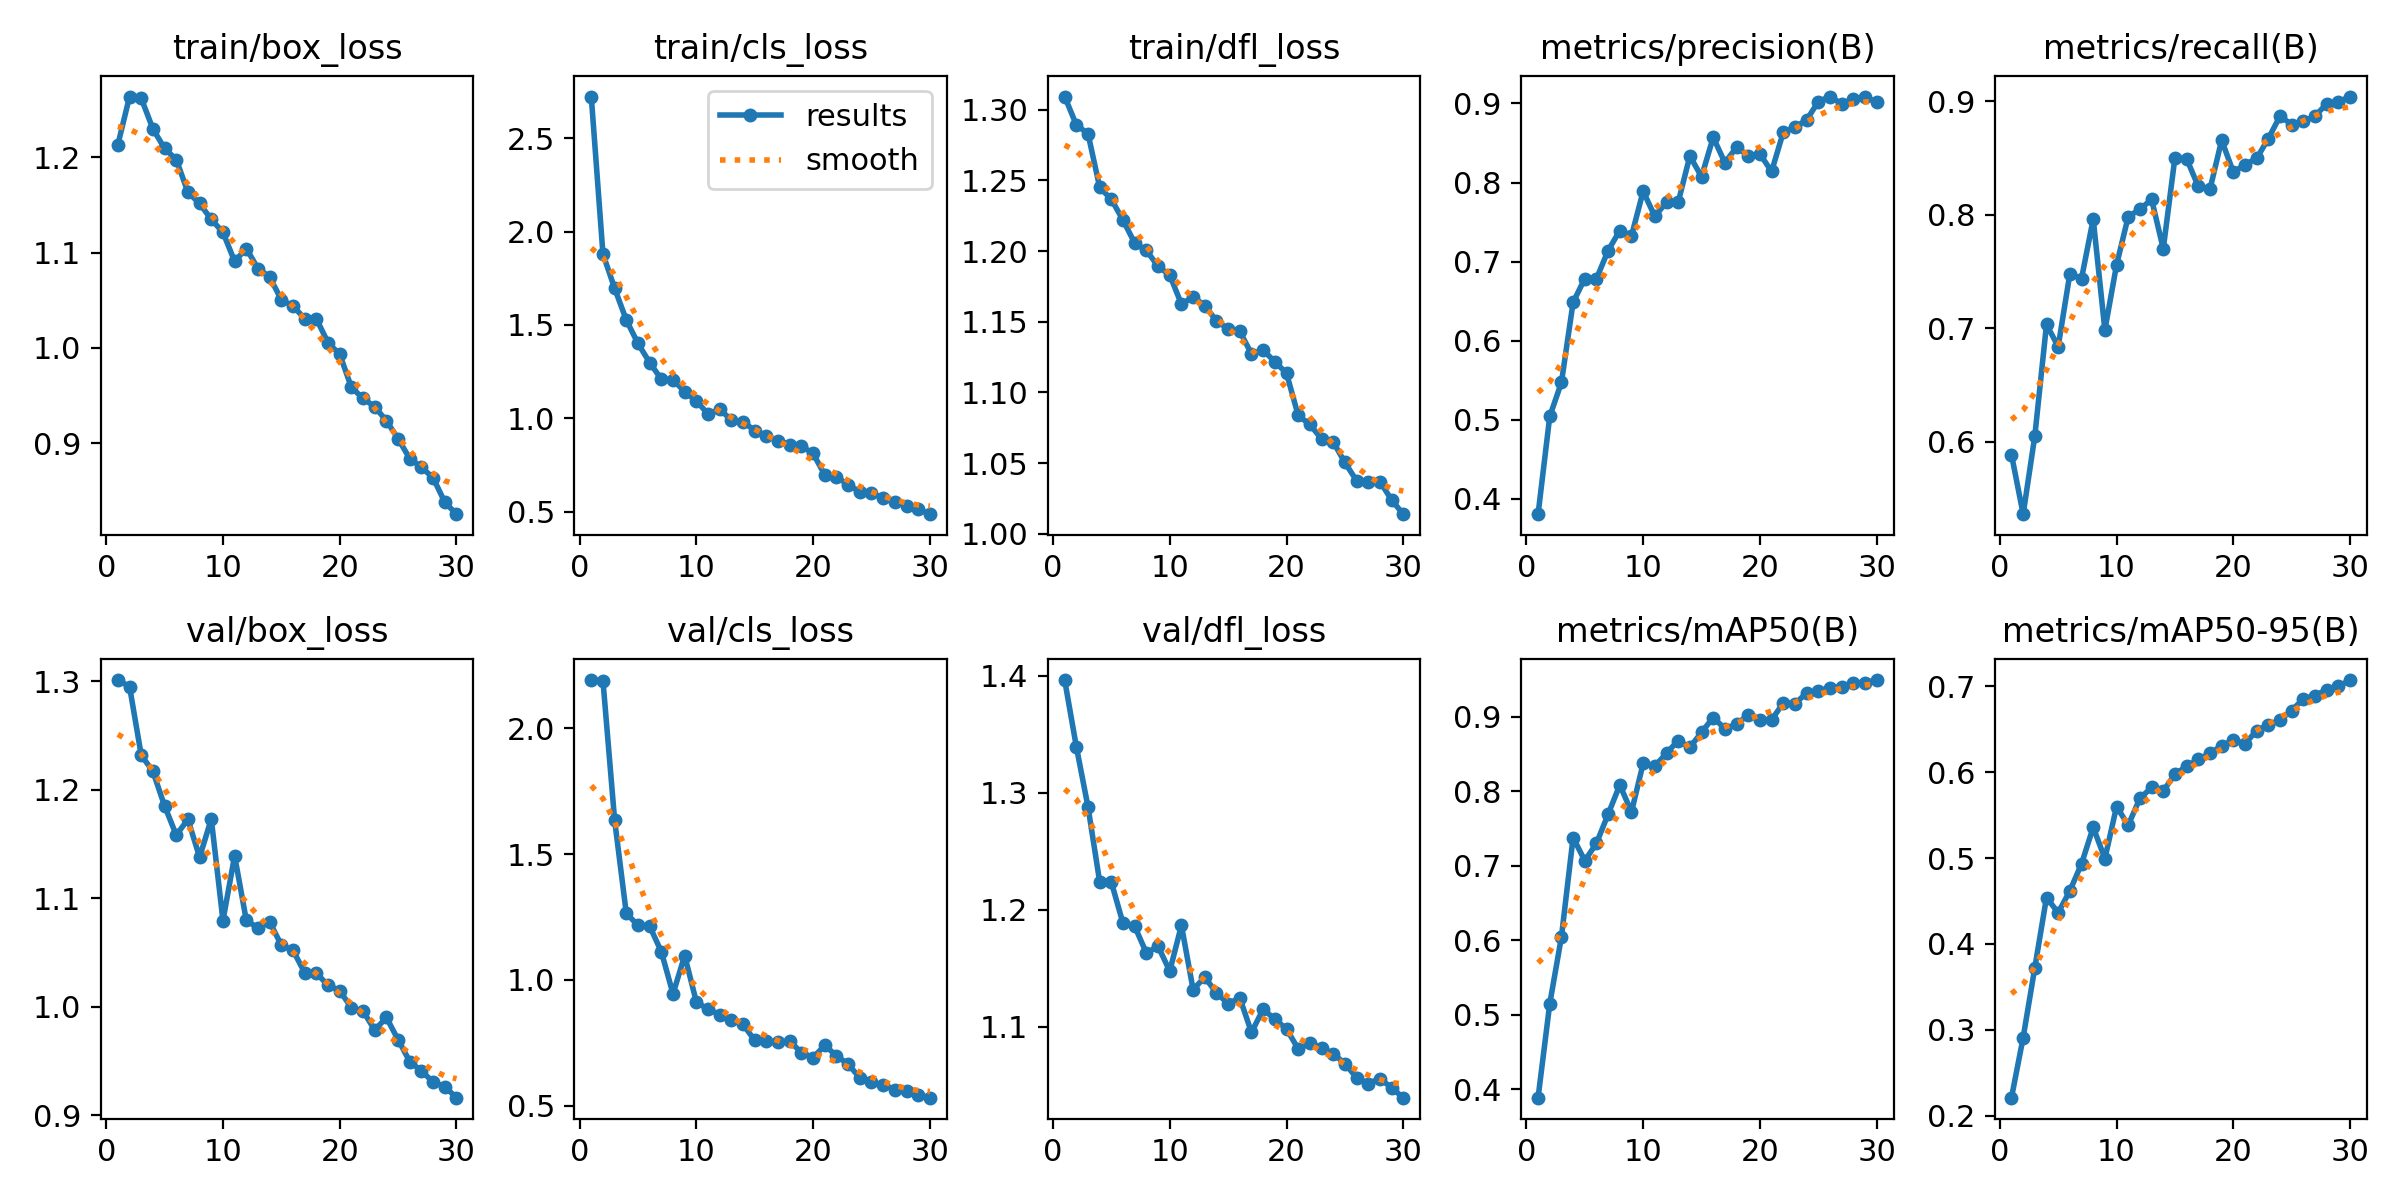 train/box_loss
1.2
1.1
1.0
0.9
0 10 20 30
train/cls_loss
results
smooth
2.5
2.0
1.5
1.0
0.5
0 10 20 30
train/dfl_loss
1.30
1.25
1.20
1.15
1.10
1.05
1.00
0 10 20 30
metrics/precision(B)
0.9
0.8
0.7
0.6
0.5
0.4
0 10 20 30
metrics/recall(B)
0.9
0.8
0.7
0.6
0 10 20 30
val/box_loss
1.3
1.2
1.1
1.0
0.9
0 10 20 30
val/cls_loss
2.0
1.5
1.0
0.5
0 10 20 30
val/dfl_loss
1.4
1.3
1.2
1.1
0 10 20 30
metrics/mAP50(B)
0.9
0.8
0.7
0.6
0.5
0.4
0 10 20 30
metrics/mAP50-95(B)
0.7
0.6
0.5
0.4
0.3
0.2
0 10 20 30